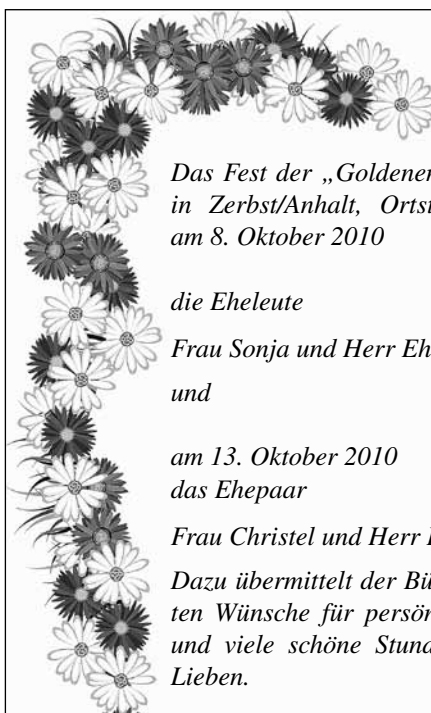 Das Fest der „Goldenen
in Zerbst/Anhalt, Ortst
am 8. Oktober 2010
die Eheleute
Frau Sonja und Herr Eh
und
am 13. Oktober 2010
das Ehepaar
Frau Christel und Herr
Dazu übermittelt der Bü
ten Wünsche für persön
und viele schöne Stund
Lieben.